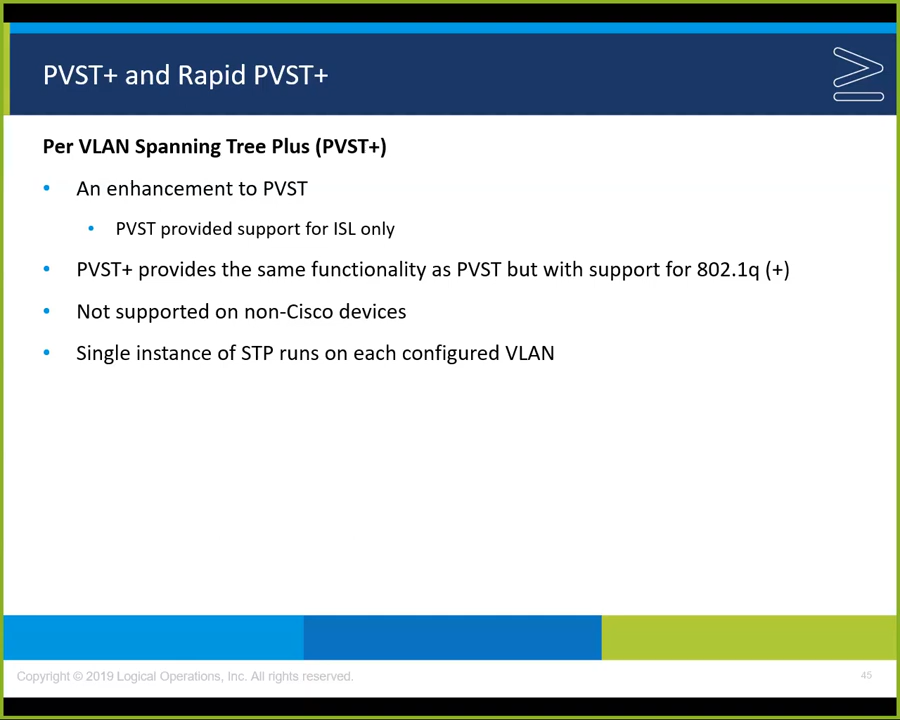 PVST+ and Rapid PVST+
Per VLAN Spanning Tree Plus (PVST+)
• An enhancement to PVST
• PVST provided support for ISL only
• PVST+ provides the same functionality as PVST but with support for 802.1q (+)
• Not supported on non-Cisco devices
• Single instance of STP runs on each configured VLAN
Copyright © 2019 Logical Operations, Inc. All rights reserved.
45